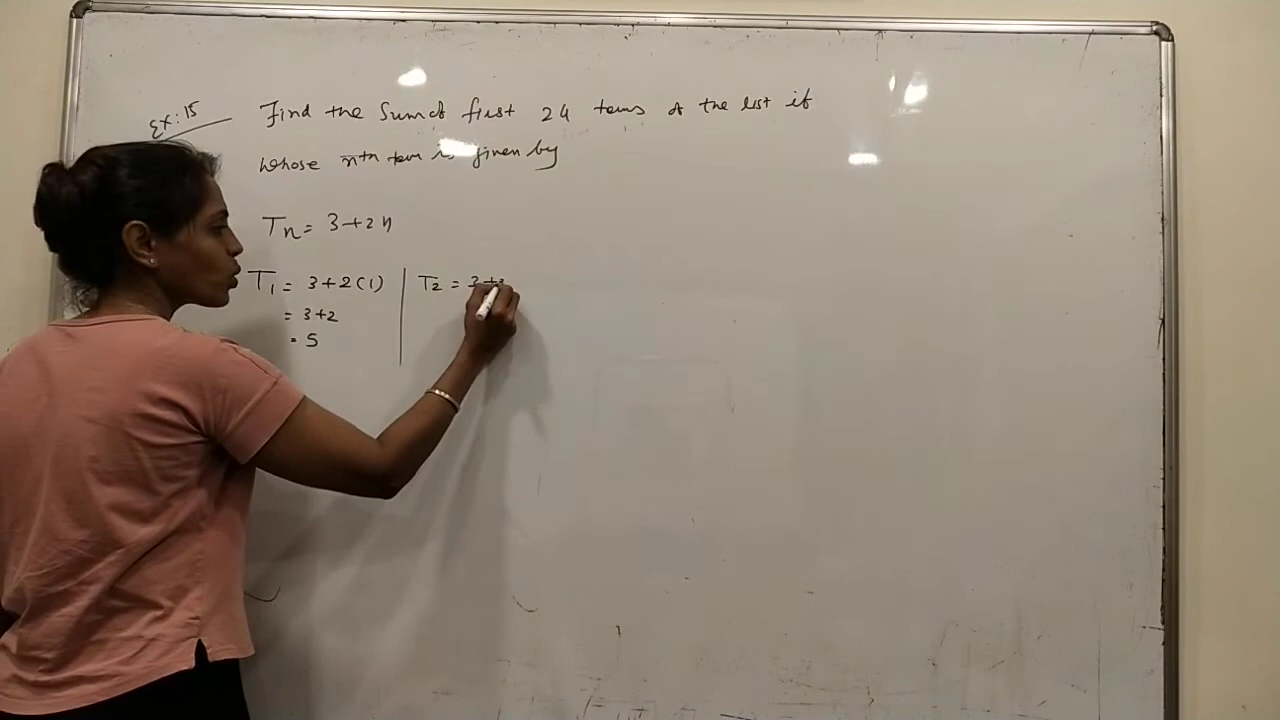 Ex: 15
Find the Sum of first 24 terms of the list if
whose nth term is given by
Tn = 3+2n
T1 = 3+2(1)
= 3+2
= 5
T2 = 3+